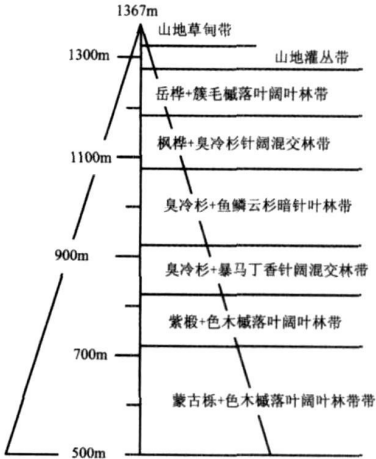 1367m
山地草甸带
1300m
山地灌丛带
岳桦+簇毛槭落叶阔叶林带
枫桦+臭冷杉针阔混交林带
1100m
臭冷杉+鱼鳞云杉暗针叶林带
900m
臭冷杉+暴马丁香针阔混交林带
紫椴+色木槭落叶阔叶林带
700m
蒙古栎+色木槭落叶阔叶林带带
500m